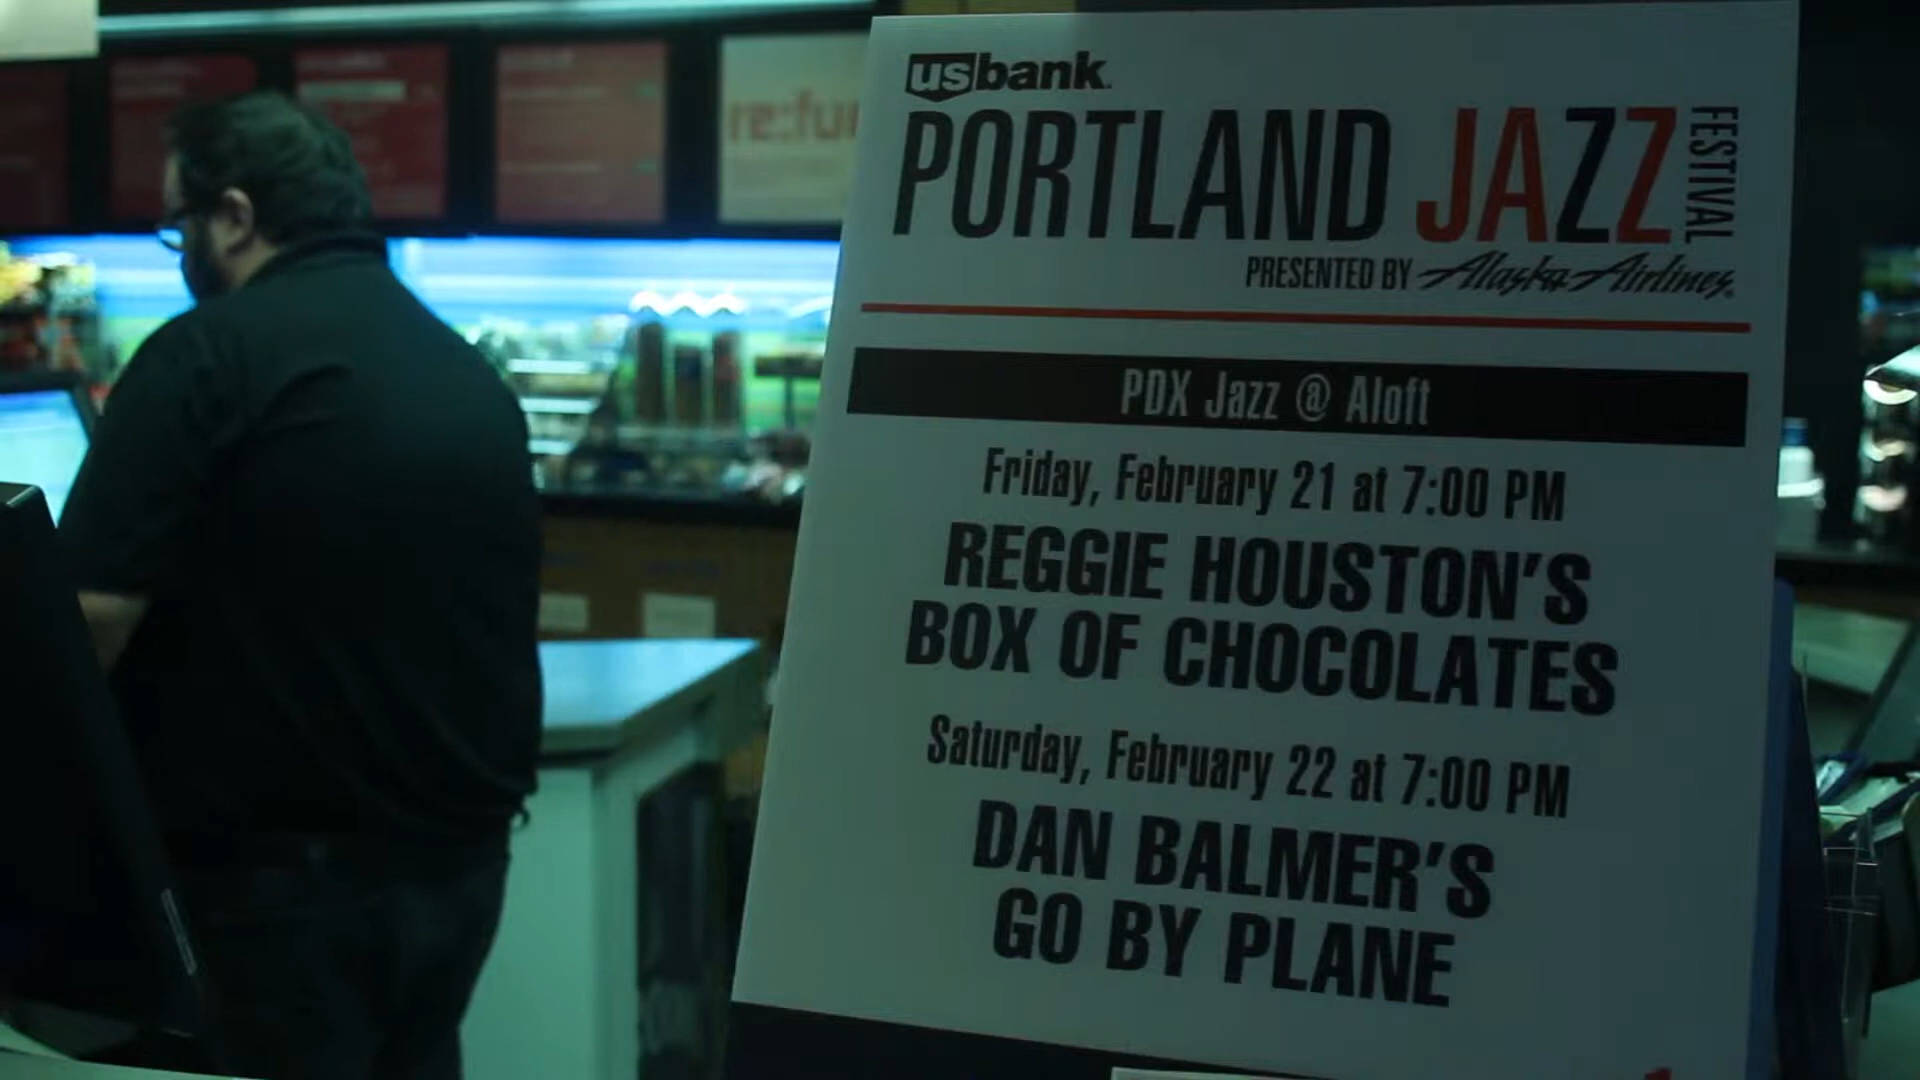 usbank
PORTLAND JAZZ FESTIVAL
PRESENTED BY Alaska Airlines
PDX Jazz @ Aloft
Friday, February 21 at 7:00 PM
REGGIE HOUSTON'S
BOX OF CHOCOLATES
Saturday, February 22 at 7:00 PM
DAN BALMER'S
GO BY PLANE
re:fu